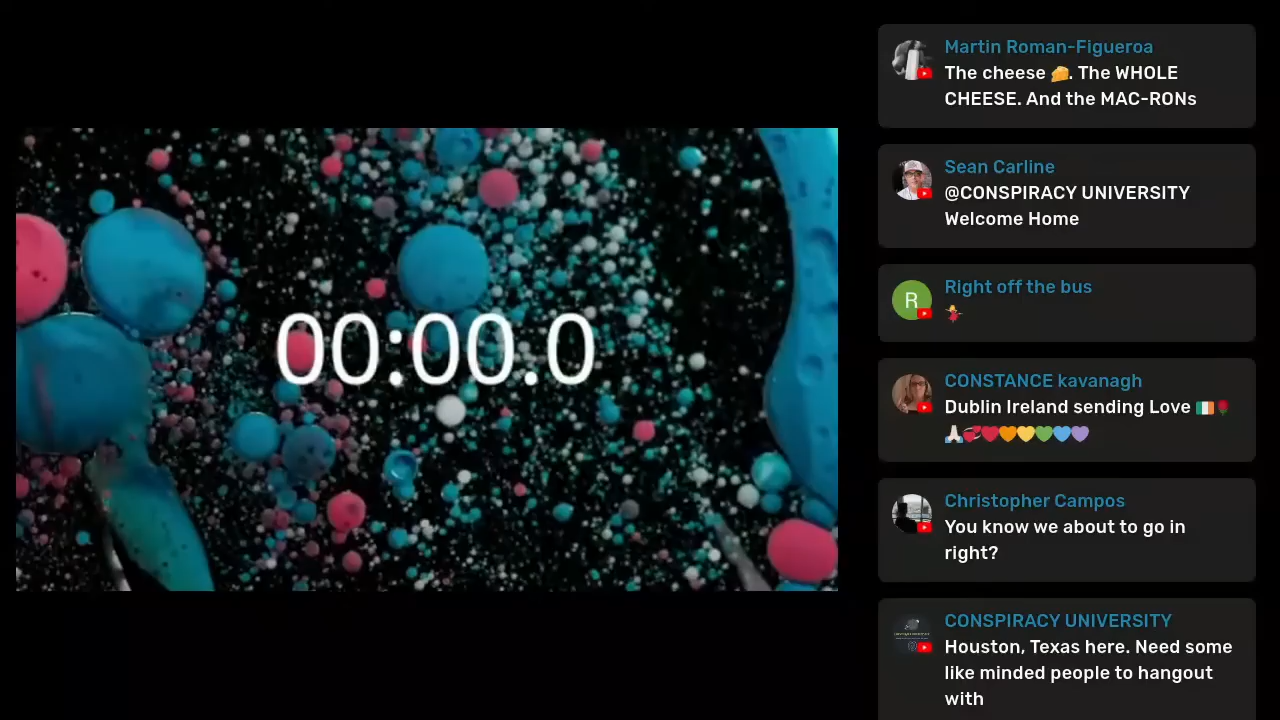 00:00.0
Martin Roman-Figueroa
The cheese 🧀. The WHOLE
CHEESE. And the MAC-RONs
Sean Carline
@CONSPIRACY UNIVERSITY
Welcome Home
R
Right off the bus
💃
CONSTANCE kavanagh
Dublin Ireland sending Love 🇮🇪🌹
🙏🏻💞❤️🧡💛💚💙💜
Christopher Campos
You know we about to go in
right?
CONSPIRACY UNIVERSITY
Houston, Texas here. Need some
like minded people to hangout
with